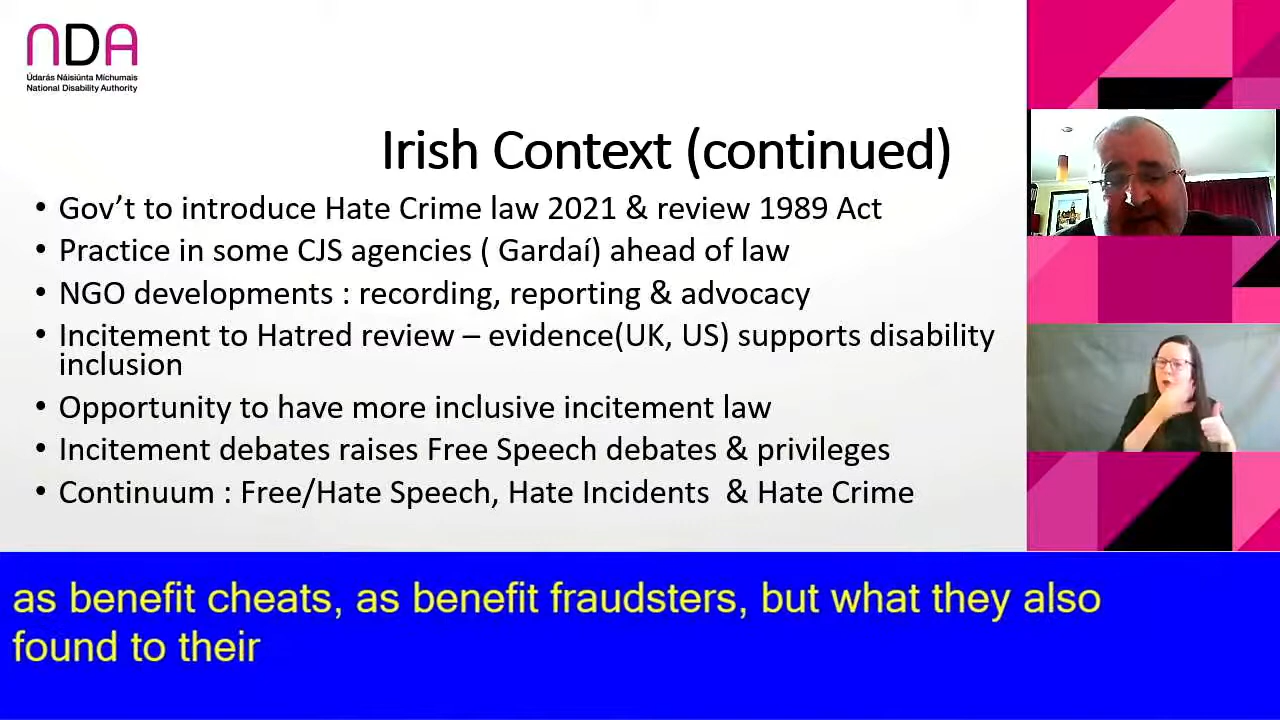 NDA
Údarás Náisiúnta Míchumais
National Disability Authority
Irish Context (continued)
• Gov’t to introduce Hate Crime law 2021 & review 1989 Act
• Practice in some CJS agencies ( Gardaí) ahead of law
• NGO developments : recording, reporting & advocacy
• Incitement to Hatred review – evidence(UK, US) supports disability
inclusion
• Opportunity to have more inclusive incitement law
• Incitement debates raises Free Speech debates & privileges
• Continuum : Free/Hate Speech, Hate Incidents & Hate Crime
as benefit cheats, as benefit fraudsters, but what they also
found to their